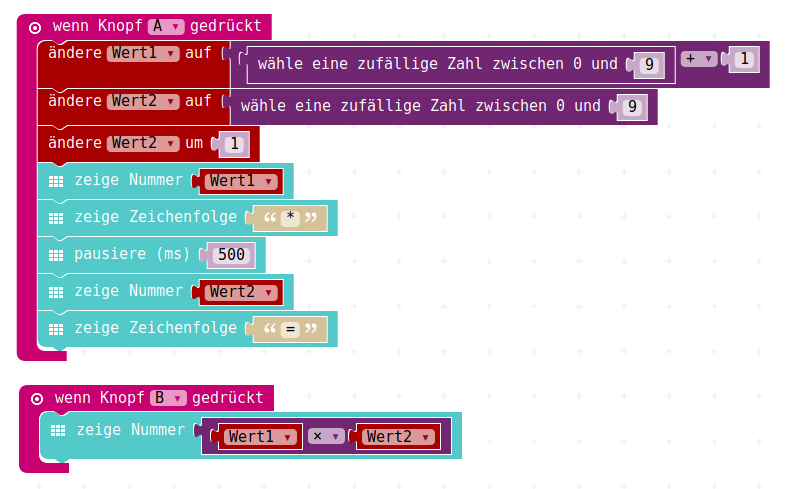 wenn Knopf A ▾ gedrückt
ändere Wert1 ▾ auf wähle eine zufällige Zahl zwischen 0 und 9 + ▾ 1
ändere Wert2 ▾ auf wähle eine zufällige Zahl zwischen 0 und 9
ändere Wert2 ▾ um 1
zeige Nummer Wert1 ▾
zeige Zeichenfolge “ * ”
pausiere (ms) 500
zeige Nummer Wert2 ▾
zeige Zeichenfolge “ = ”
wenn Knopf B ▾ gedrückt
zeige Nummer Wert1 ▾ × ▾ Wert2 ▾